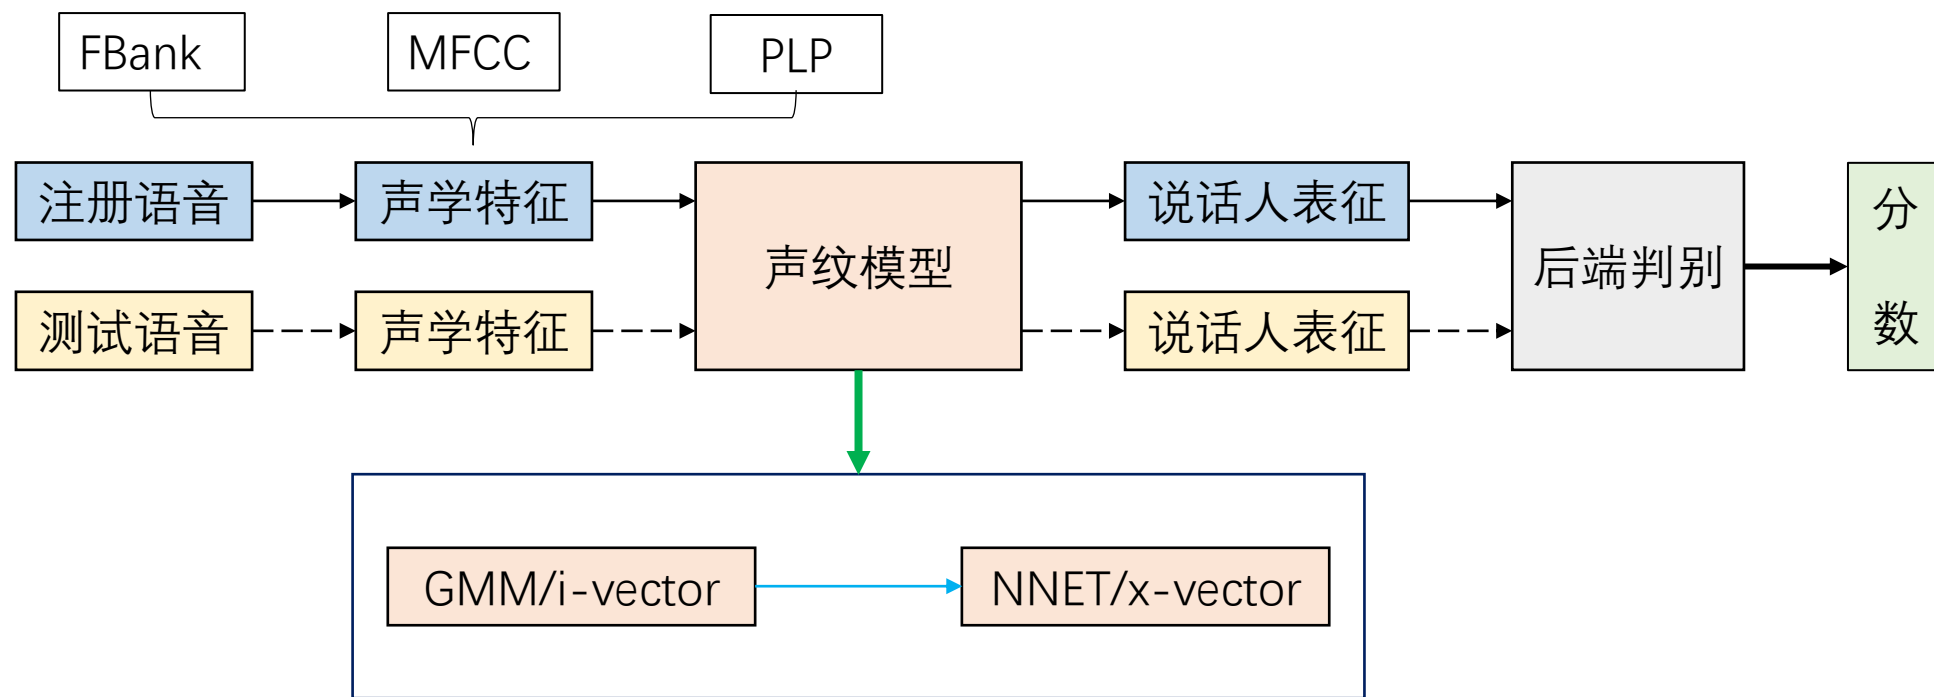 FBank
MFCC
PLP
注册语音
声学特征
声纹模型
说话人表征
后端判别
分
数
测试语音
声学特征
说话人表征
GMM/i-vector
NNET/x-vector